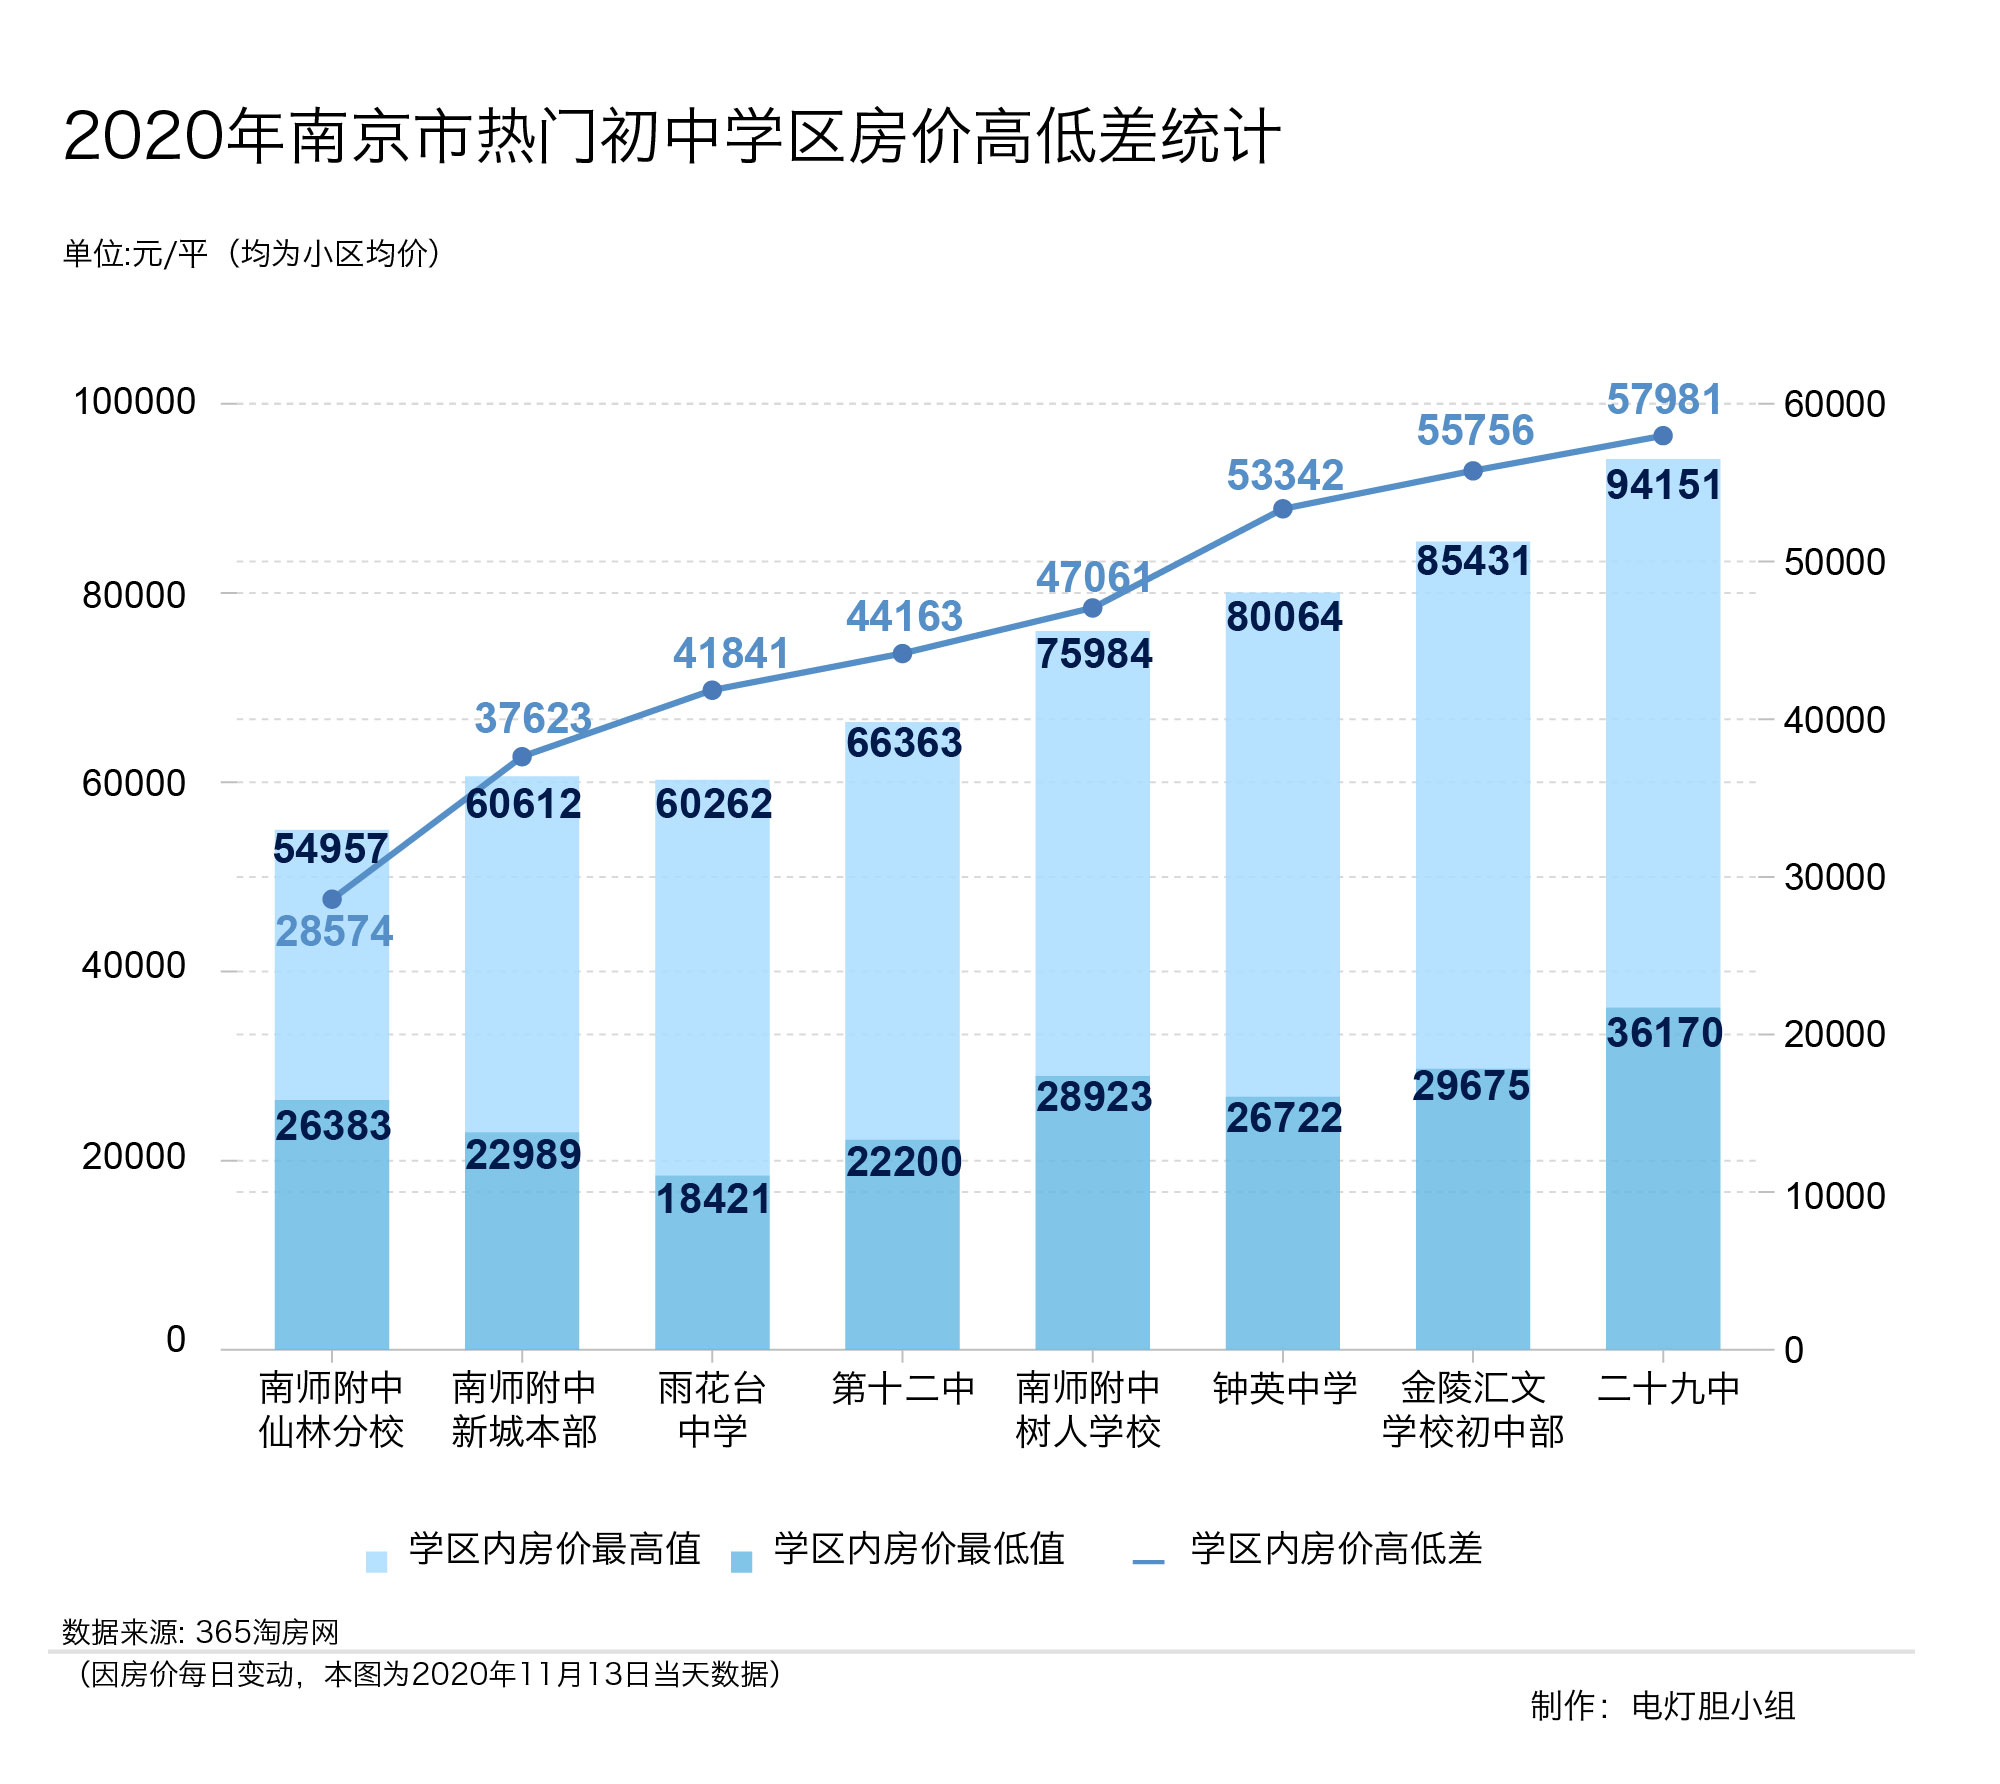 2020年南京市热门初中学区房价高低差统计
单位:元/平（均为小区均价）
100000
80000
60000
40000
20000
0
60000
50000
40000
30000
20000
10000
0
28574
37623
41841
44163
47061
53342
55756
57981
54957
60612
60262
66363
75984
80064
85431
94151
26383
22989
18421
22200
28923
26722
29675
36170
南师附中
仙林分校
南师附中
新城本部
雨花台
中学
第十二中
南师附中
树人学校
钟英中学
金陵汇文
学校初中部
二十九中
学区内房价最高值
学区内房价最低值
学区内房价高低差
数据来源: 365淘房网
（因房价每日变动，本图为2020年11月13日当天数据）
制作：电灯胆小组